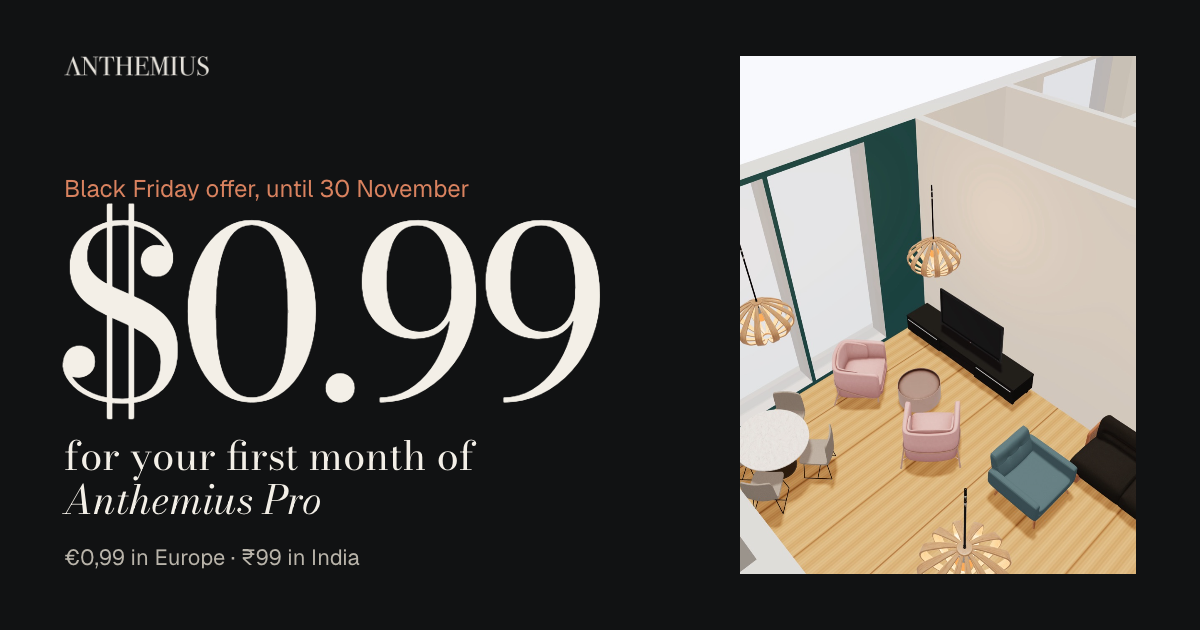 ANTHEMIUS
Black Friday offer, until 30 November
$0.99
for your first month of
Anthemius Pro
€0,99 in Europe · ₹99 in India